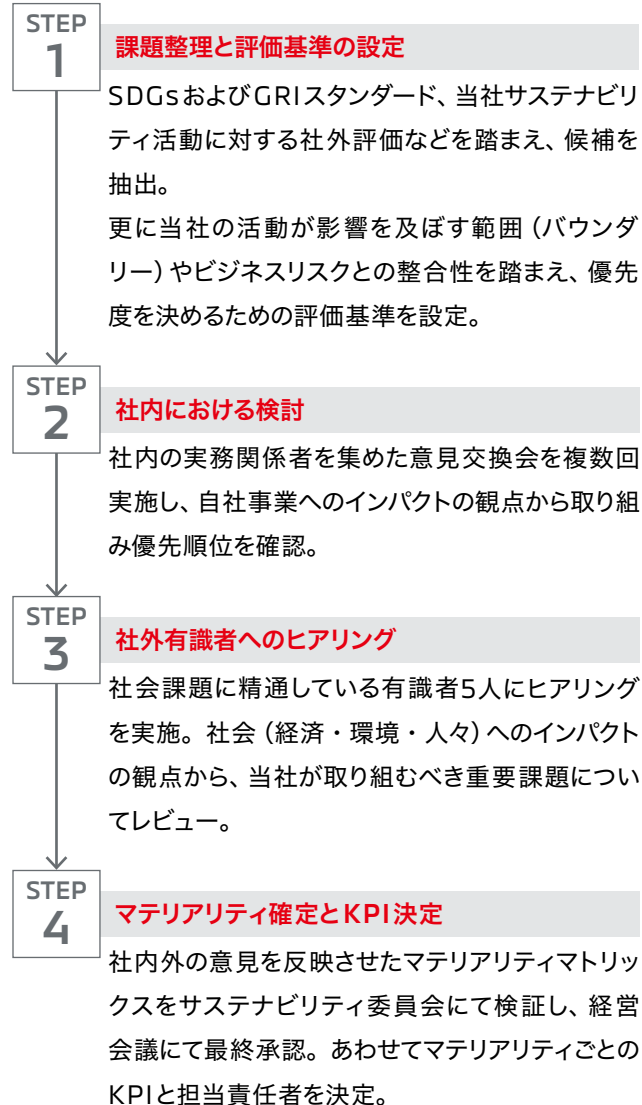 STEP
1
課題整理と評価基準の設定
SDGsおよびGRIスタンダード、当社サステナビリ
ティ活動に対する社外評価などを踏まえ、候補を
抽出。
更に当社の活動が影響を及ぼす範囲(バウンダ
リー)やビジネスリスクとの整合性を踏まえ、優先
度を決めるための評価基準を設定。
STEP
2
社内における検討
社内の実務関係者を集めた意見交換会を複数回
実施し、自社事業へのインパクトの観点から取り組
み優先順位を確認。
STEP
3
社外有識者へのヒアリング
社会課題に精通している有識者5人にヒアリング
を実施。社会(経済・環境・人々)へのインパクト
の観点から、当社が取り組むべき重要課題につい
てレビュー。
STEP
4
マテリアリティ確定とKPI決定
社内外の意見を反映させたマテリアリティマトリッ
クスをサステナビリティ委員会にて検証し、経営
会議にて最終承認。あわせてマテリアリティごとの
KPIと担当責任者を決定。